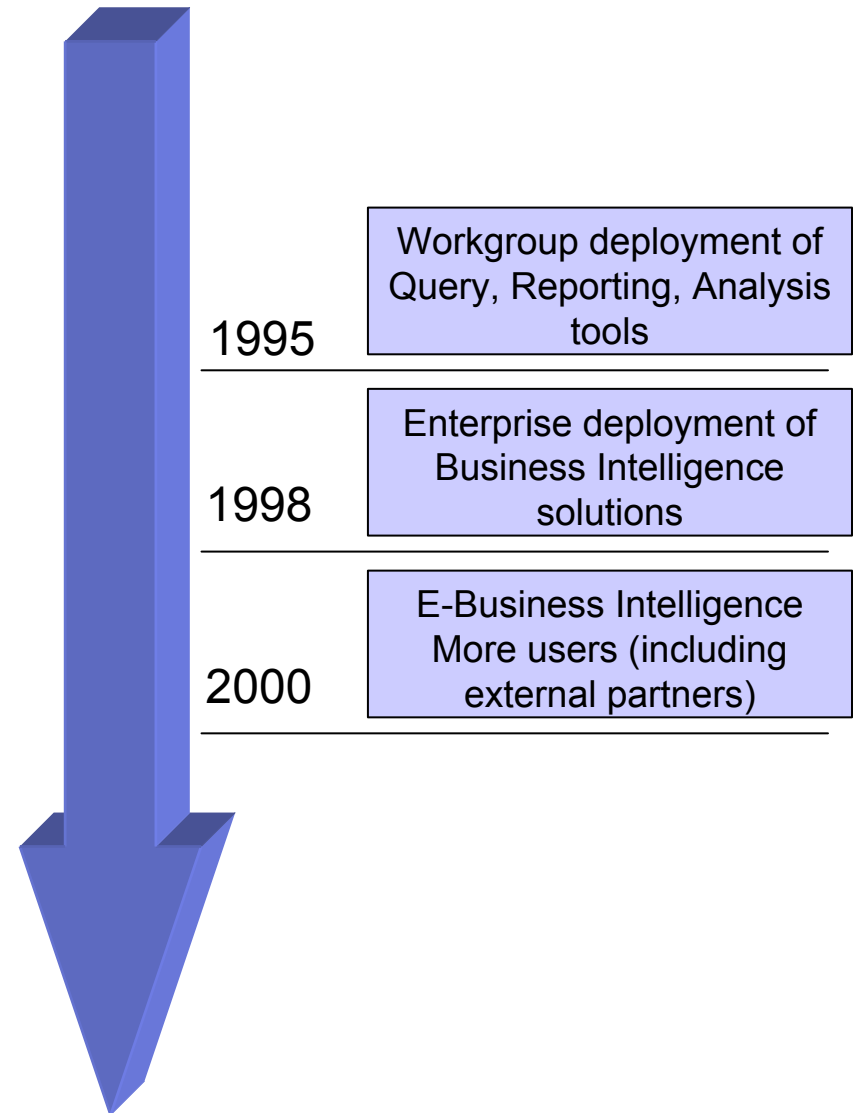 Workgroup deployment of
Query, Reporting, Analysis
tools
1995
Enterprise deployment of
Business Intelligence
solutions
1998
E-Business Intelligence
More users (including
external partners)
2000